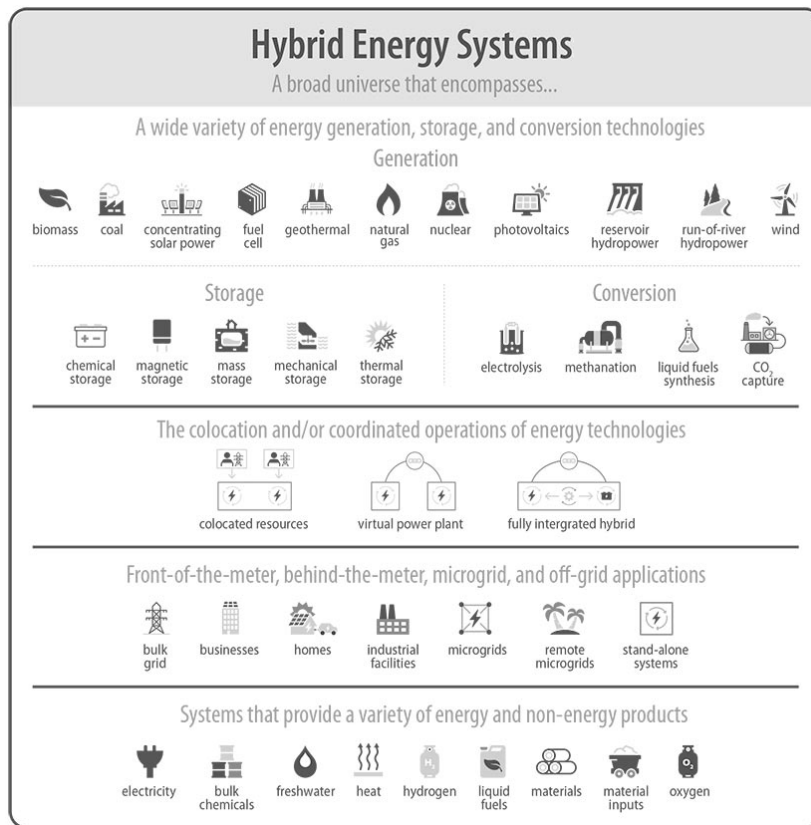 Hybrid Energy Systems
A broad universe that encompasses...
A wide variety of energy generation, storage, and conversion technologies
Generation
biomass
coal
concentrating
solar power
fuel
cell
geothermal
natural
gas
nuclear
photovoltaics
reservoir
hydropower
run-of-river
hydropower
wind
Storage
chemical
storage
magnetic
storage
mass
storage
mechanical
storage
thermal
storage
Conversion
electrolysis
methanation
liquid fuels
synthesis
CO2
capture
The colocation and/or coordinated operations of energy technologies
colocated resources
virtual power plant
fully intergrated hybrid
Front-of-the-meter, behind-the-meter, microgrid, and off-grid applications
bulk
grid
businesses
homes
industrial
facilities
microgrids
remote
microgrids
stand-alone
systems
Systems that provide a variety of energy and non-energy products
electricity
bulk
chemicals
freshwater
heat
H2
hydrogen
liquid
fuels
materials
material
inputs
O2
oxygen